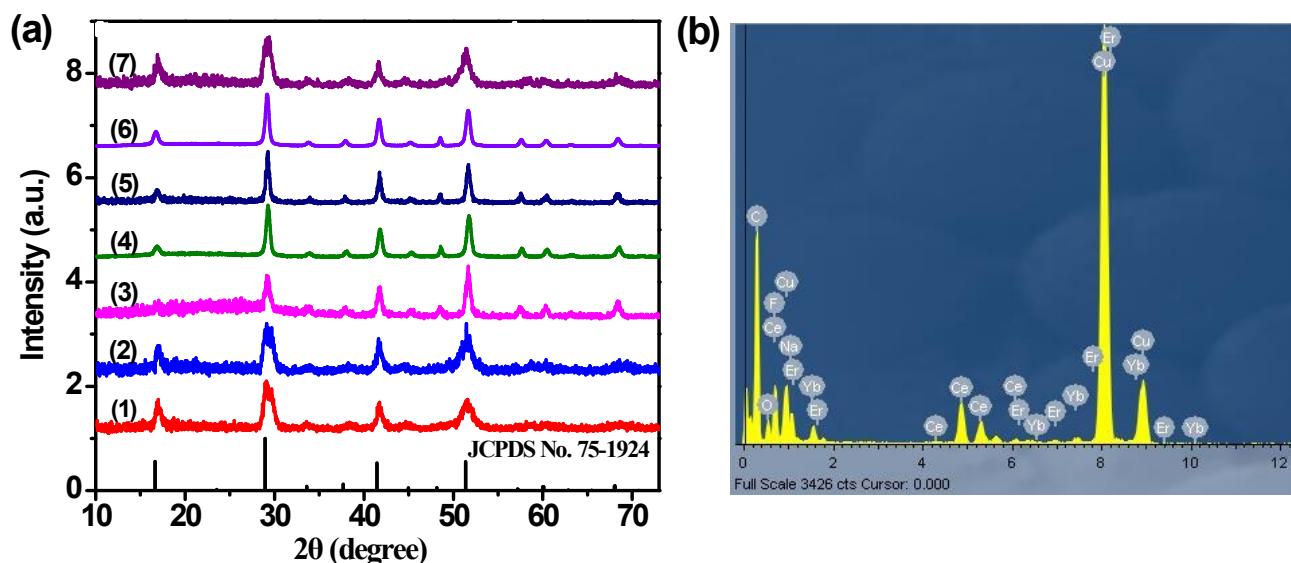 (a)
Intensity (a.u.)
8
6
4
2
0
(7)
(6)
(5)
(4)
(3)
(2)
(1)
JCPDS No. 75-1924
10 20 30 40 50 60 70
2θ (degree)
(b)
Er
Cu
C
Cu
F
Ce
Na
Er
O
Yb
Er
Ce
Ce
Ce
Ce
Er
Yb
Er
Yb
Er
Cu
Yb
Er
Yb
0 2 4 6 8 10 12
Full Scale 3426 cts Cursor: 0.000